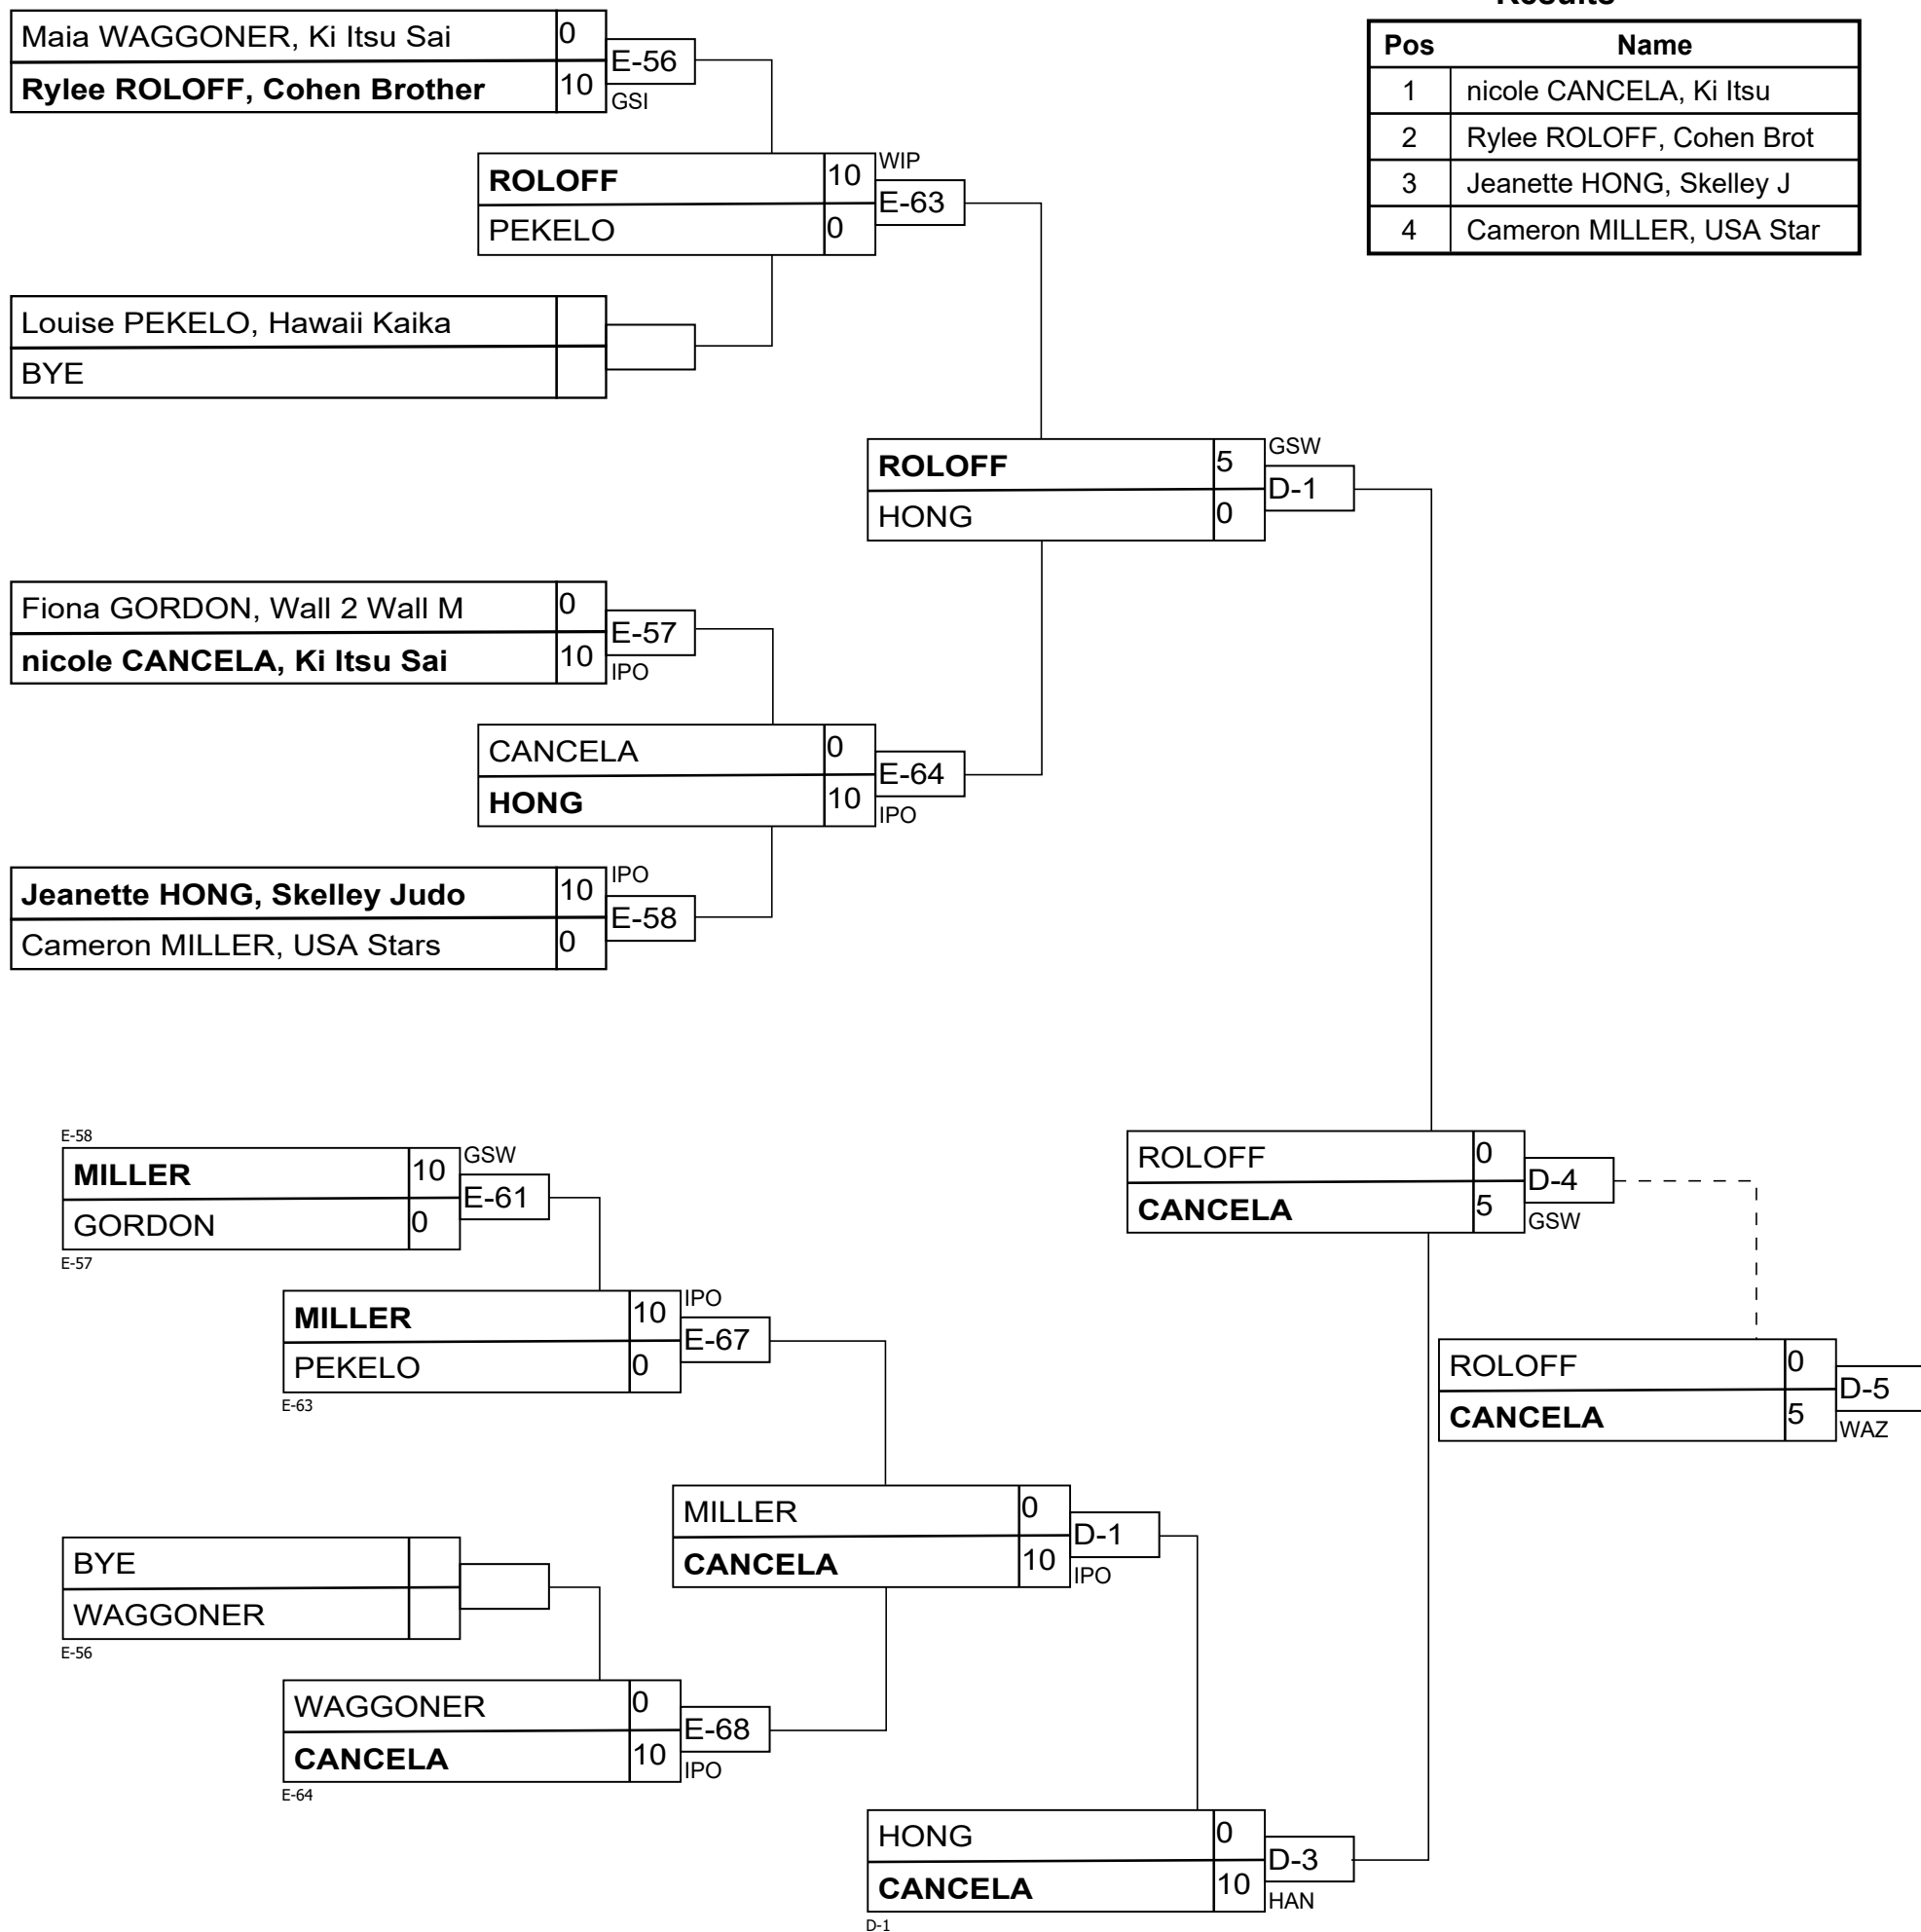 Results
Pos Name
1 nicole CANCELA, Ki Itsu
2 Rylee ROLOFF, Cohen Brot
3 Jeanette HONG, Skelley J
4 Cameron MILLER, USA Star
Maia WAGGONER, Ki Itsu Sai 0
Rylee ROLOFF, Cohen Brother 10
E-56
GSI
ROLOFF 10
PEKELO 0
WIP
E-63
Louise PEKELO, Hawaii Kaika
BYE
ROLOFF 5
HONG 0
GSW
D-1
Fiona GORDON, Wall 2 Wall M 0
nicole CANCELA, Ki Itsu Sai 10
E-57
IPO
CANCELA 0
HONG 10
E-64
IPO
Jeanette HONG, Skelley Judo 10
Cameron MILLER, USA Stars 0
IPO
E-58
E-58
MILLER 10
GORDON 0
E-57
GSW
E-61
ROLOFF 0
CANCELA 5
D-4
GSW
MILLER 10
PEKELO 0
E-63
IPO
E-67
ROLOFF 0
CANCELA 5
D-5
WAZ
MILLER 0
CANCELA 10
D-1
IPO
BYE
WAGGONER
E-56
WAGGONER 0
CANCELA 10
E-64
E-68
IPO
HONG 0
CANCELA 10
D-1
D-3
HAN